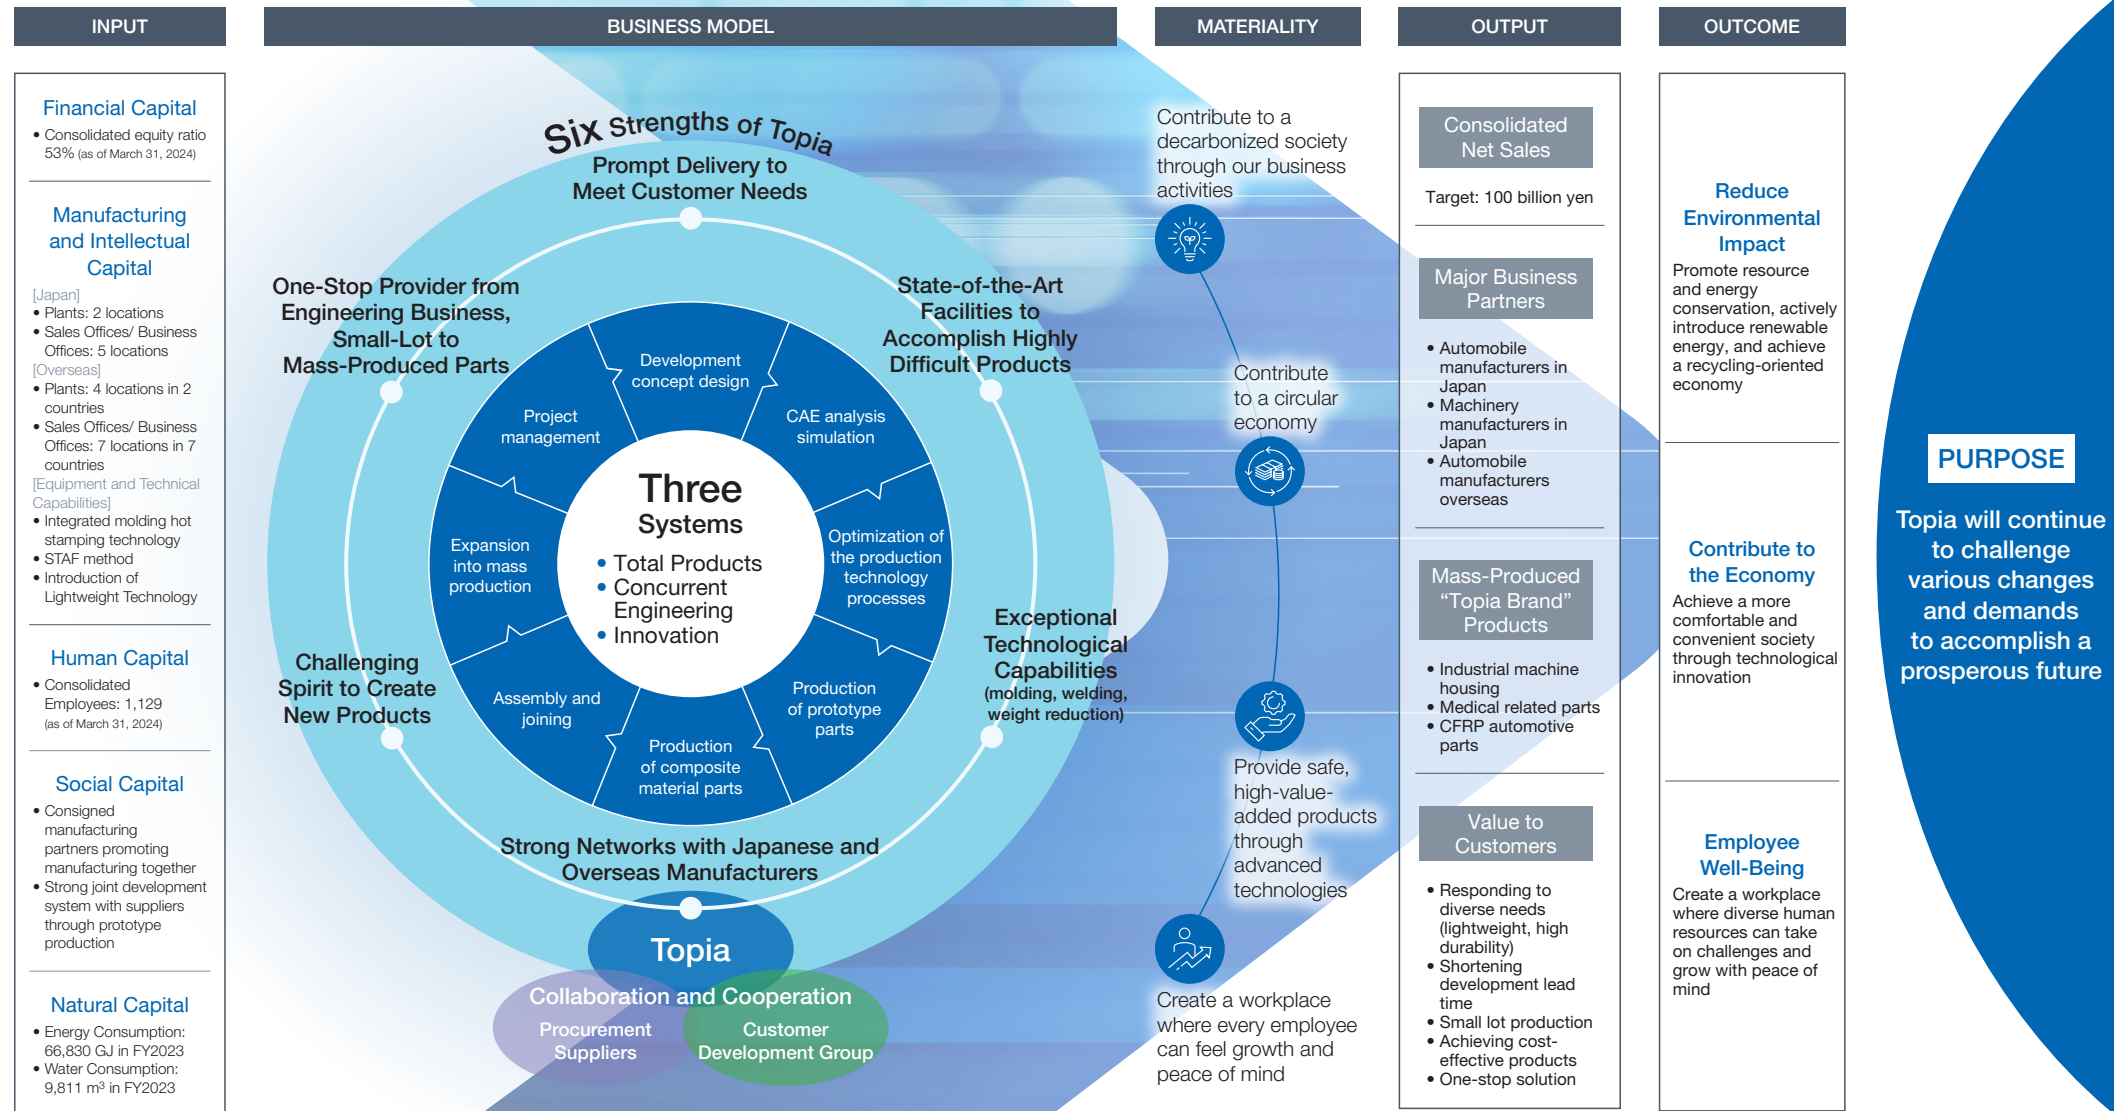 INPUT
BUSINESS MODEL
MATERIALITY
OUTPUT
OUTCOME
Financial Capital
• Consolidated equity ratio
53% (as of March 31, 2024)
Manufacturing
and Intellectual
Capital
[Japan]
• Plants: 2 locations
• Sales Offices/ Business
Offices: 5 locations
[Overseas]
• Plants: 4 locations in 2
countries
• Sales Offices/ Business
Offices: 7 locations in 7
countries
[Equipment and Technical
Capabilities]
• Integrated molding hot
stamping technology
• STAF method
• Introduction of
Lightweight Technology
Human Capital
• Consolidated
Employees: 1,129
(as of March 31, 2024)
Social Capital
• Consigned
manufacturing
partners promoting
manufacturing together
• Strong joint development
system with suppliers
through prototype
production
Natural Capital
• Energy Consumption:
66,830 GJ in FY2023
• Water Consumption:
9,811 m³ in FY2023
Six Strengths of Topia
Prompt Delivery to
Meet Customer Needs
State-of-the-Art
Facilities to
Accomplish Highly
Difficult Products
Exceptional
Technological
Capabilities
(molding, welding,
weight reduction)
Strong Networks with Japanese and
Overseas Manufacturers
Challenging
Spirit to Create
New Products
One-Stop Provider from
Engineering Business,
Small-Lot to
Mass-Produced Parts
Development
concept design
CAE analysis
simulation
Optimization of
the production
technology
processes
Production
of prototype
parts
Production
of composite
material parts
Assembly and
joining
Expansion
into mass
production
Project
management
Three
Systems
• Total Products
• Concurrent
Engineering
• Innovation
Topia
Collaboration and Cooperation
Procurement
Suppliers
Customer
Development Group
Contribute to a
decarbonized society
through our business
activities
Contribute
to a circular
economy
Provide safe,
high-value-
added products
through
advanced
technologies
Create a workplace
where every employee
can feel growth and
peace of mind
Consolidated
Net Sales
Target: 100 billion yen
Major Business
Partners
• Automobile
manufacturers in
Japan
• Machinery
manufacturers in
Japan
• Automobile
manufacturers
overseas
Mass-Produced
“Topia Brand”
Products
• Industrial machine
housing
• Medical related parts
• CFRP automotive
parts
Value to
Customers
• Responding to
diverse needs
(lightweight, high
durability)
• Shortening
development lead
time
• Small lot production
• Achieving cost-
effective products
• One-stop solution
Reduce
Environmental
Impact
Promote resource
and energy
conservation, actively
introduce renewable
energy, and achieve
a recycling-oriented
economy
Contribute to
the Economy
Achieve a more
comfortable and
convenient society
through technological
innovation
Employee
Well-Being
Create a workplace
where diverse human
resources can take
on challenges and
grow with peace of
mind
PURPOSE
Topia will continue
to challenge
various changes
and demands
to accomplish a
prosperous future